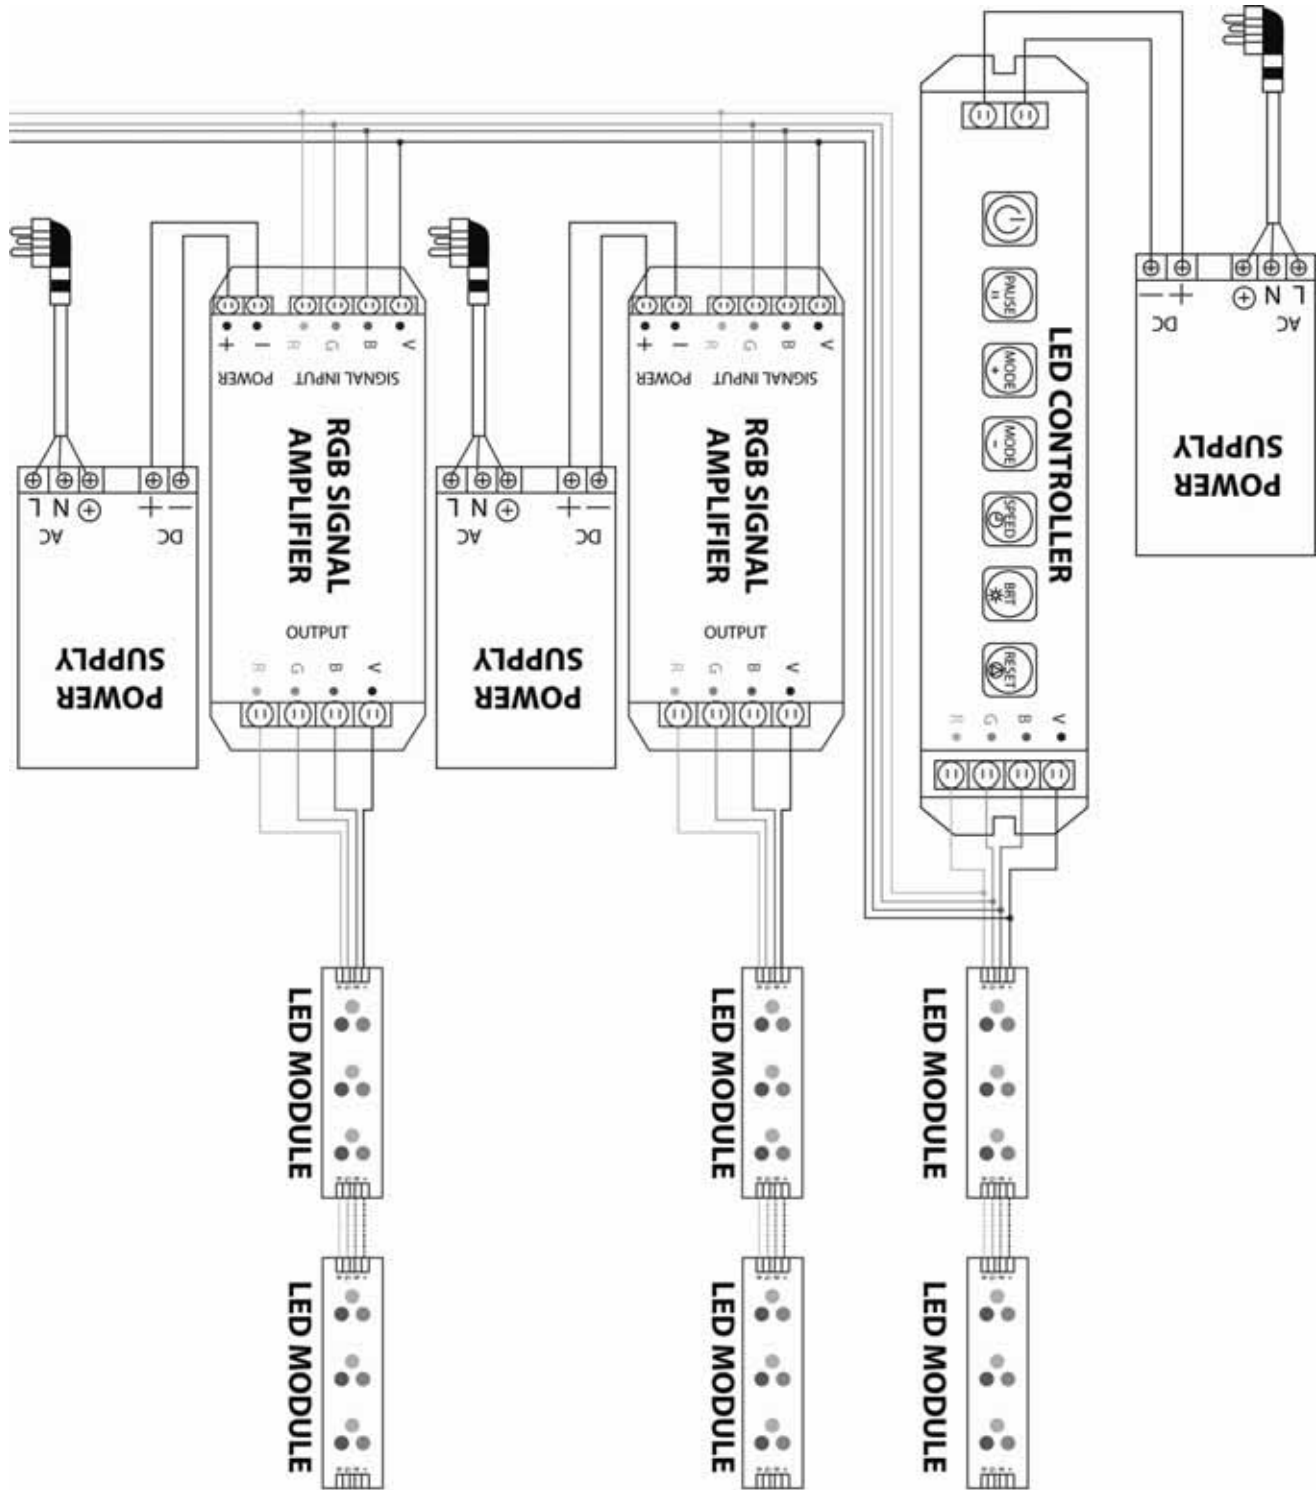 L N AC
+ − DC
POWER
SUPPLY
+ −
POWER
R G B V
SIGNAL INPUT
RGB SIGNAL
AMPLIFIER
OUTPUT
R G B V
L N AC
+ − DC
POWER
SUPPLY
+ −
POWER
R G B V
SIGNAL INPUT
RGB SIGNAL
AMPLIFIER
OUTPUT
R G B V
LED CONTROLLER
PAUSE
II
MODE
+
MODE
-
SPEED
BRT
RESET
R G B V
L N AC
+ − DC
POWER
SUPPLY
LED MODULE
LED MODULE
LED MODULE
LED MODULE
LED MODULE
LED MODULE